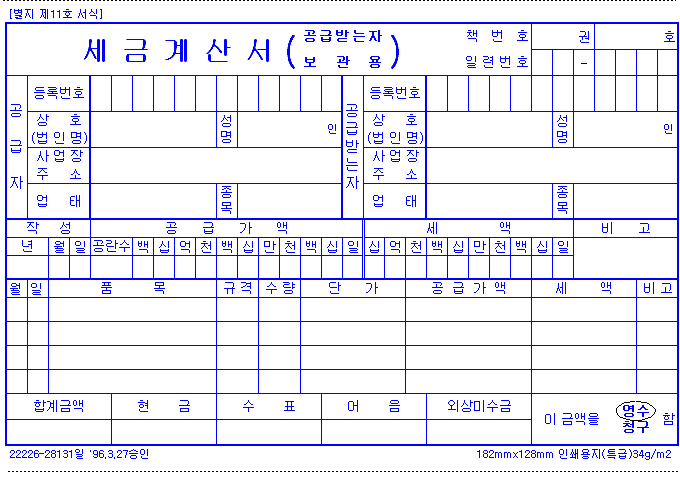 [별지 제11호 서식]
세 금 계 산 서 ( 공급받는자 보 관 용 )
책 번 호 권 호
일 련 번 호 -
공 급 자 등록번호 공 급 받 는 자 등록번호
상 호 (법 인 명) 성 명 인 상 호 (법 인 명) 성 명 인
사 업 장 주 소 사 업 장 주 소
업 태 종 목 업 태 종 목
작 성 공 급 가 액 세 액 비 고
년 월 일 공란수 백 십 억 천 백 십 만 천 백 십 일 십 억 천 백 십 만 천 백 십 일
월 일 품 목 규 격 수 량 단 가 공 급 가 액 세 액 비 고
합계금액 현 금 수 표 어 음 외상미수금 이 금액을 영수 청구 함
22226-28131일 '96,3,27승인 182mm×128mm 인쇄용지(특급)34g/m2